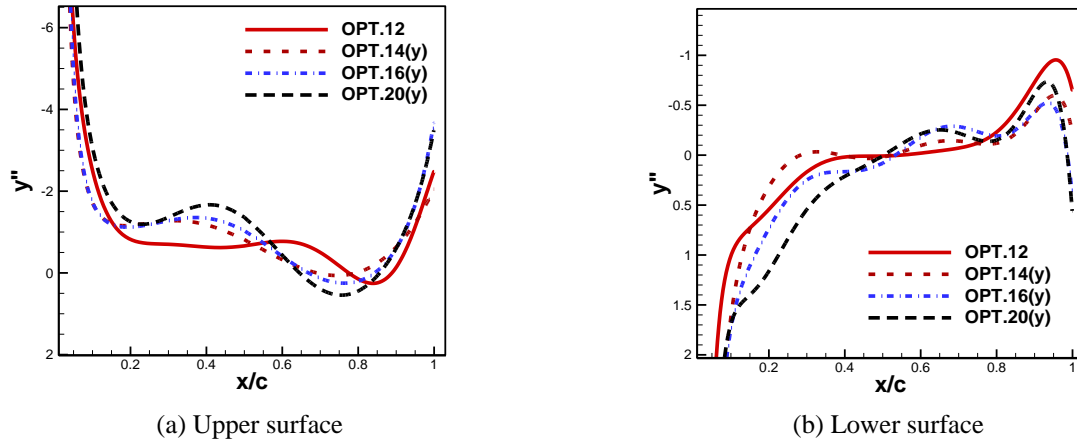 -6
-4
-2
0
2
y"
0.2
0.4
0.6
0.8
1
x/c
OPT.12
OPT.14(y)
OPT.16(y)
OPT.20(y)
(a) Upper surface
-1
-0.5
0
0.5
1
1.5
2
y"
0.2
0.4
0.6
0.8
1
x/c
OPT.12
OPT.14(y)
OPT.16(y)
OPT.20(y)
(b) Lower surface